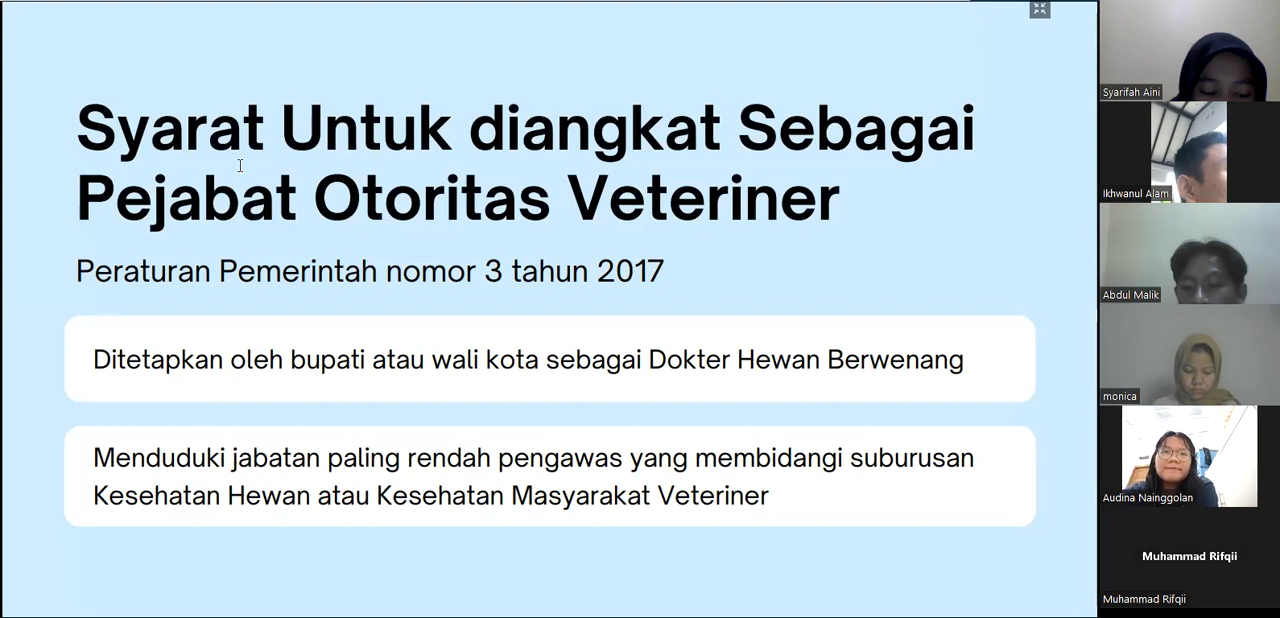 Syarat Untuk diangkat Sebagai
Pejabat Otoritas Veteriner
Peraturan Pemerintah nomor 3 tahun 2017
Ditetapkan oleh bupati atau wali kota sebagai Dokter Hewan Berwenang
Menduduki jabatan paling rendah pengawas yang membidangi suburusan
Kesehatan Hewan atau Kesehatan Masyarakat Veteriner
Syarifah Aini
Ikhwanul Alam
Abdul Malik
monica
Audina Nainggolan
Muhammad Rifqii
Muhammad Rifqii